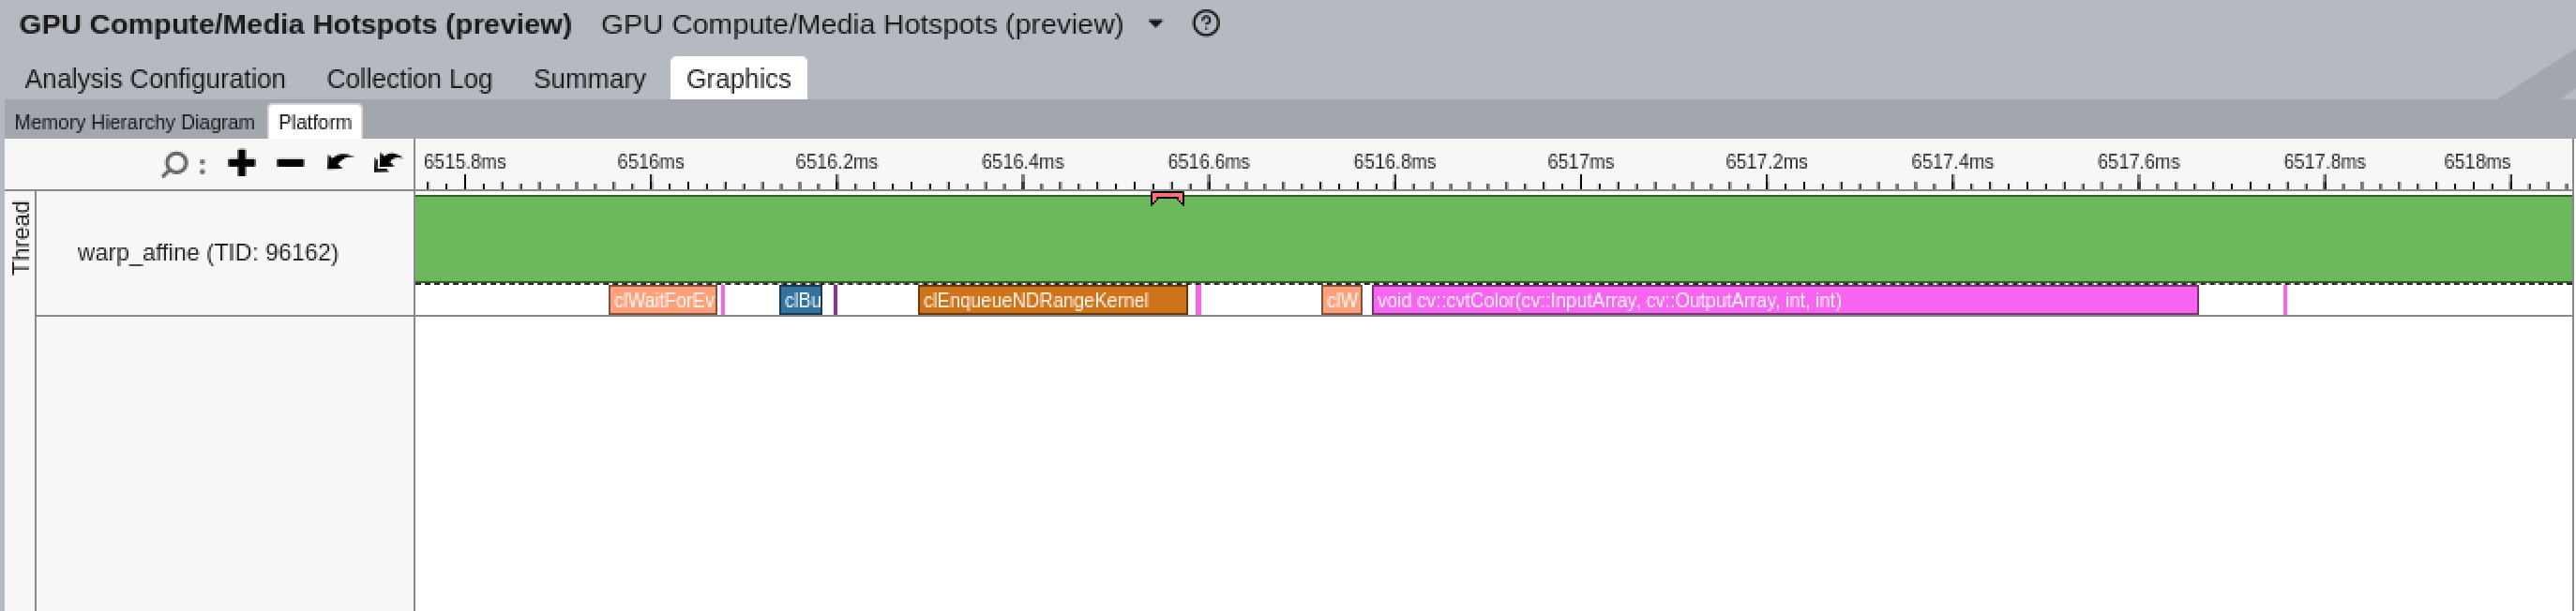 GPU Compute/Media Hotspots (preview) GPU Compute/Media Hotspots (preview)
Analysis Configuration Collection Log Summary Graphics
Memory Hierarchy Diagram Platform
6515.8ms 6516ms 6516.2ms 6516.4ms 6516.6ms 6516.8ms 6517ms 6517.2ms 6517.4ms 6517.6ms 6517.8ms 6518ms
Thread
warp_affine (TID: 96162)
clWaitForEv clBu clEnqueueNDRangeKernel clW void cv::cvtColor(cv::InputArray, cv::OutputArray, int, int)